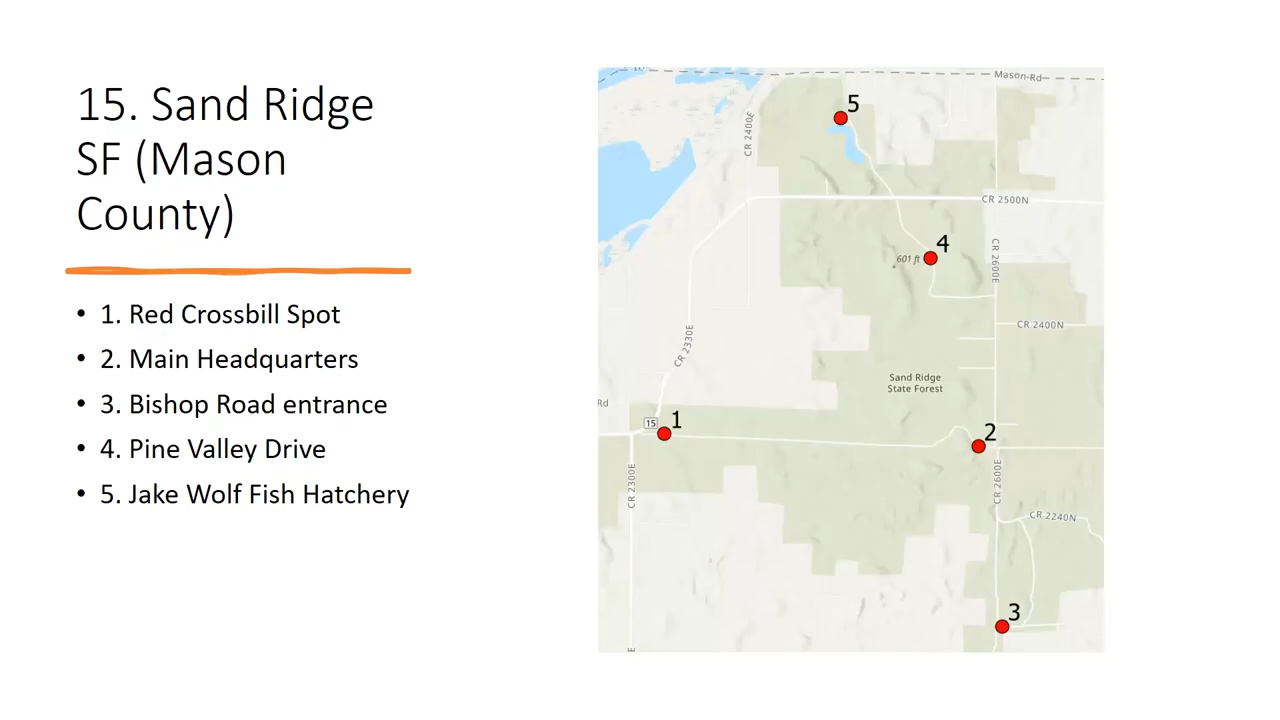 15. Sand Ridge
SF (Mason
County)
• 1. Red Crossbill Spot
• 2. Main Headquarters
• 3. Bishop Road entrance
• 4. Pine Valley Drive
• 5. Jake Wolf Fish Hatchery
Mason-Rd
5
CR 2400E
CR 2500N
4
601 ft
CR 2600E
CR 2400N
CR 2330E
Sand Ridge
State Forest
Rd
15
1
2
CR 2300E
CR 2600E
CR 2240N
3
E